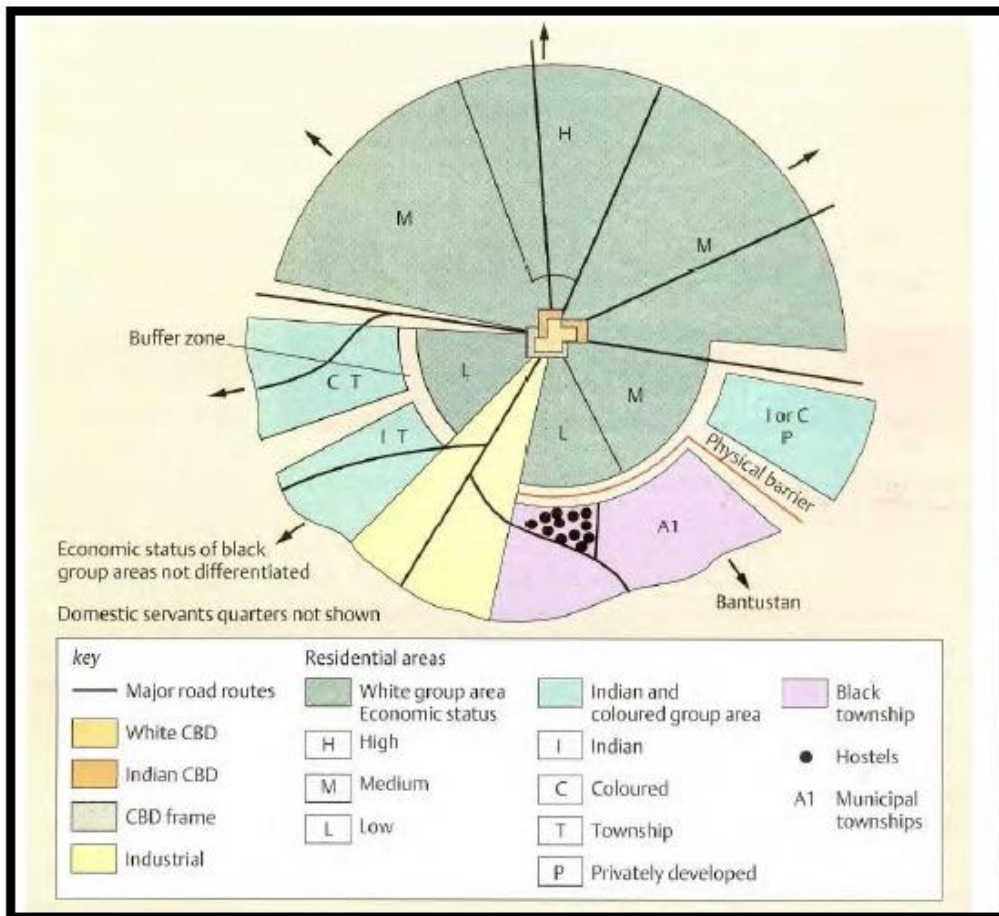 H
M
M
Buffer zone
C T
L
M
I T
L
I or C
P
Physical barrier
A1
Economic status of black
group areas not differentiated
Bantustan
Domestic servants quarters not shown
key
Major road routes
White CBD
Indian CBD
CBD frame
Industrial
Residential areas
White group area
Economic status
H High
M Medium
L Low
Indian and
coloured group area
I Indian
C Coloured
T Township
P Privately developed
Black
township
Hostels
A1 Municipal
townships